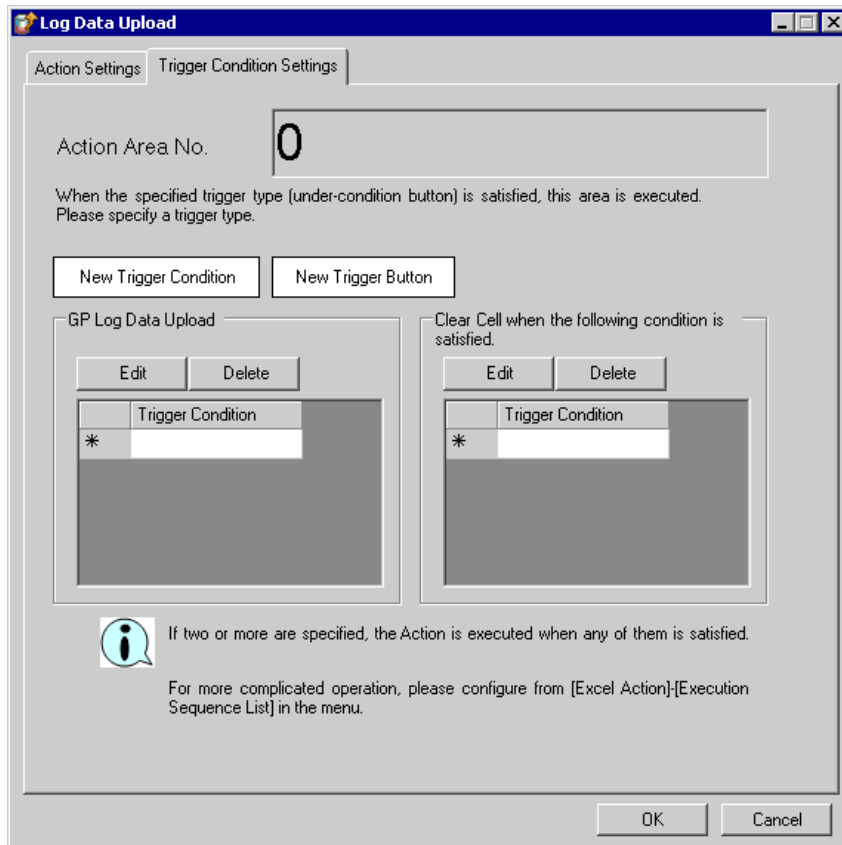 Log Data Upload
Action Settings
Trigger Condition Settings
Action Area No.
0
When the specified trigger type (under-condition button) is satisfied, this area is executed.
Please specify a trigger type.
New Trigger Condition
New Trigger Button
GP Log Data Upload
Edit
Delete
Trigger Condition
*
Clear Cell when the following condition is
satisfied.
Edit
Delete
Trigger Condition
*
If two or more are specified, the Action is executed when any of them is satisfied.
For more complicated operation, please configure from [Excel Action]-[Execution
Sequence List] in the menu.
OK
Cancel